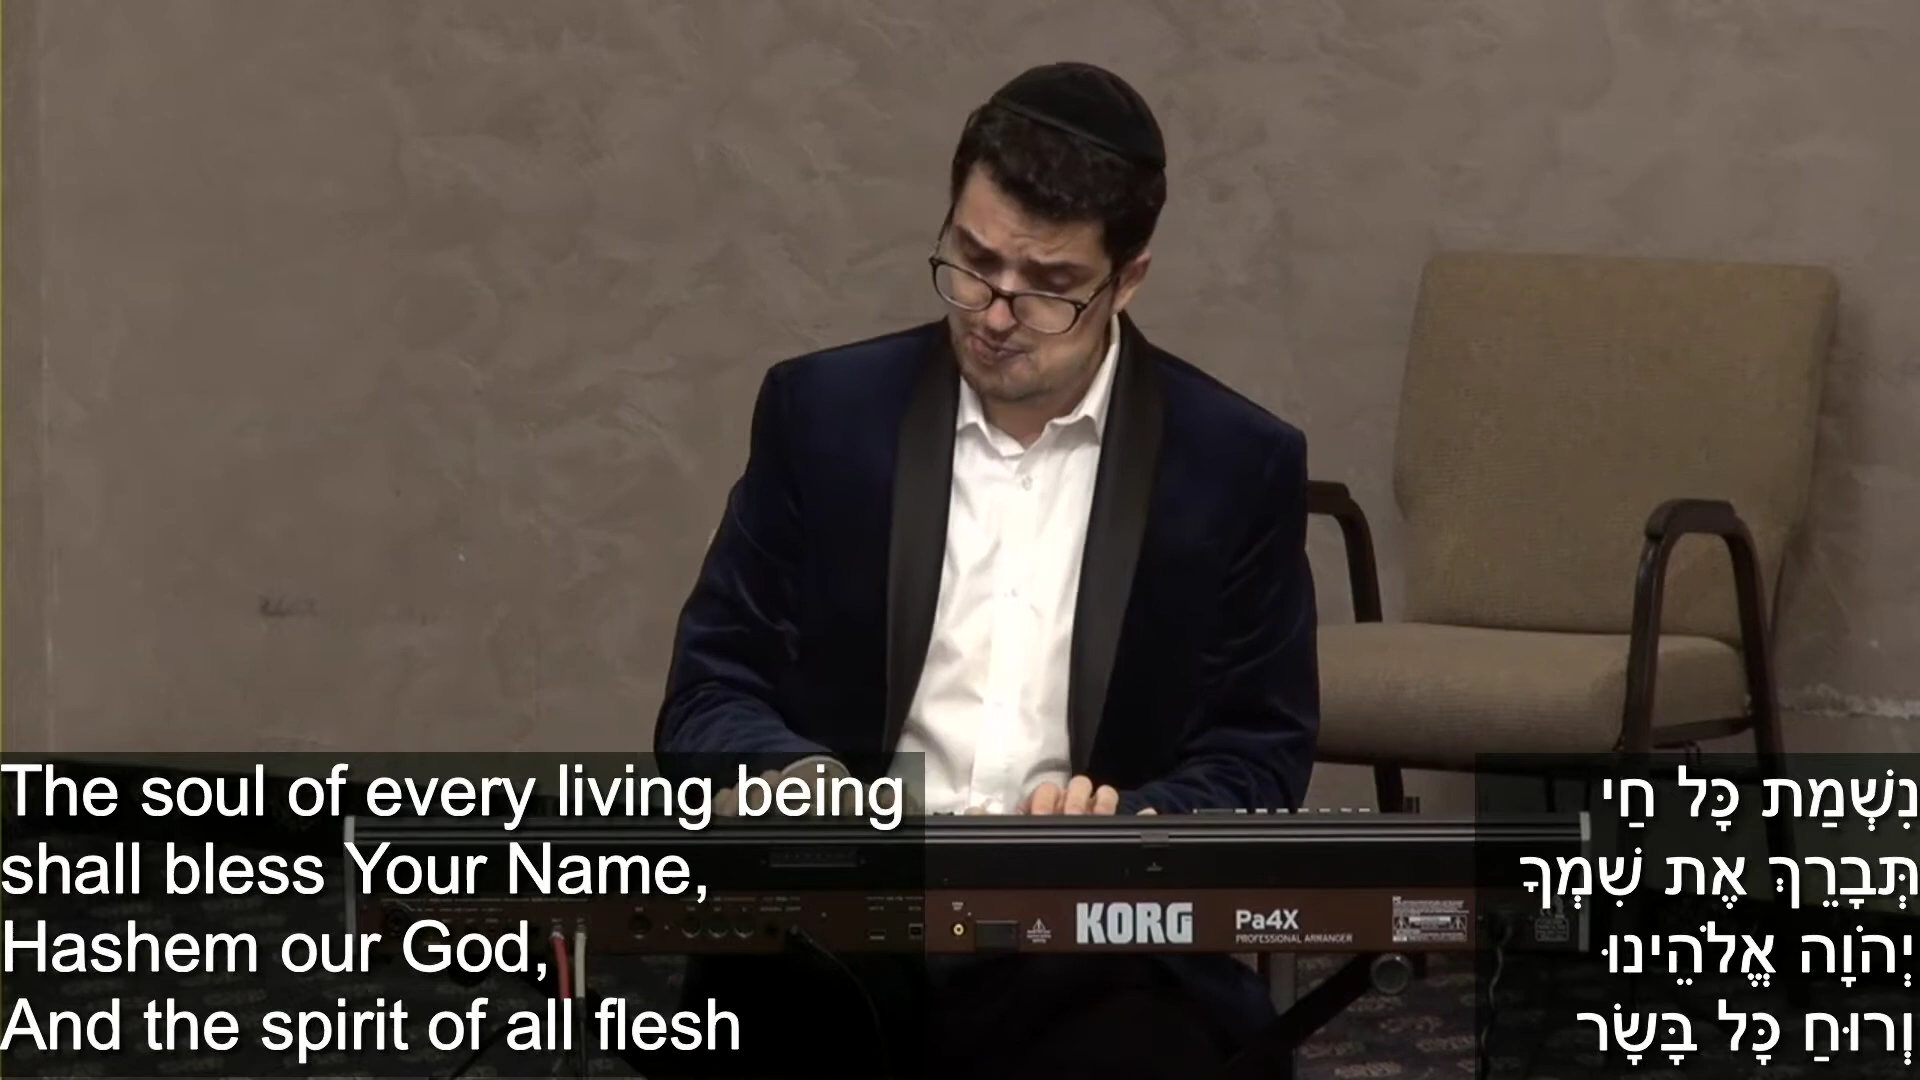 The soul of every living being
shall bless Your Name,
Hashem our God,
And the spirit of all flesh
נִשְׁמַת כָּל חַי
תְּבָרֵךְ אֶת שִׁמְךָ
יְהֹוָה אֱלֹהֵינוּ
וְרוּחַ כָּל בָּשָׂר
KORG
Pa4X
PROFESSIONAL ARRANGER